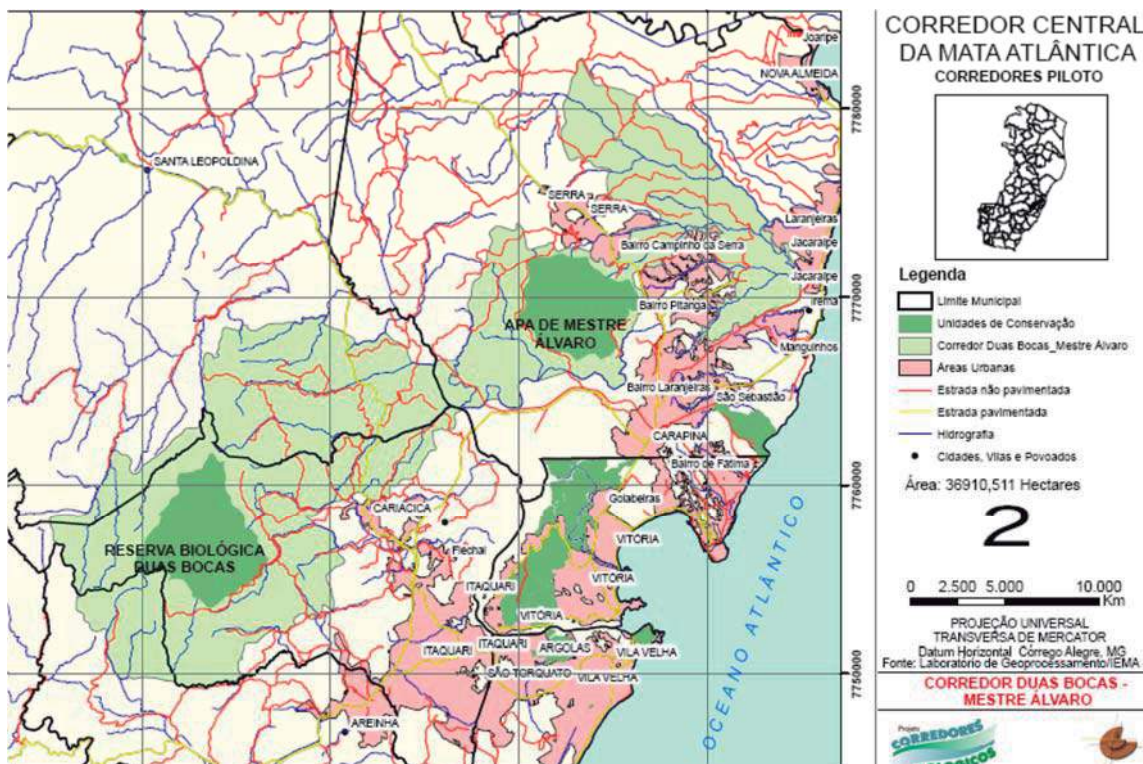 Joaripe
NOVA ALMEIDA
7780000
SANTA LEOPOLDINA
SERRA
SERRA
Laranjeiras
Bairro Campinho da Serra
Jacaraípe
Jacaraípe
7770000
Irema
Bairro Pitanga
APA DE MESTRE
ÁLVARO
Manguinhos
Bairro Laranjeiras
São Sebastião
CARAPINA
Bairro de Fátima
7760000
Goiabeiras
CARIACICA
Flechal
VITÓRIA
RESERVA BIOLÓGICA
DUAS BOCAS
ITAQUARI
VITÓRIA
VITÓRIA
ITAQUARI
ITAQUARI
ARGOLAS
VILA VELHA
SÃO TORQUATO
VILA VELHA
7750000
AREINHA
OCEANO ATLÂNTICO
CORREDOR CENTRAL
DA MATA ATLÂNTICA
CORREDORES PILOTO
Legenda
Limite Municipal
Unidades de Conservação
Corredor Duas Bocas_Mestre Álvaro
Áreas Urbanas
Estrada não pavimentada
Estrada pavimentada
Hidrografia
Cidades, Vilas e Povoados
Área: 36910,511 Hectares
2
0 2.500 5.000 10.000
Km
PROJEÇÃO UNIVERSAL
TRANSVERSA DE MERCATOR
Datum Horizontal Córrego Alegre, MG
Fonte: Laboratório de Geoprocessamento/IEMA
CORREDOR DUAS BOCAS -
MESTRE ÁLVARO
Projeto
CORREDORES